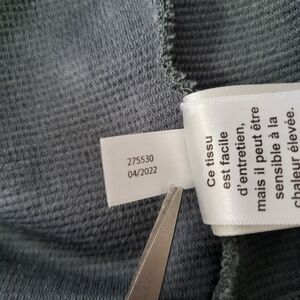 275530
04/2022
Ce tissu
est facile
d'entretien,
mais il peut être
sensible à la
chaleur élevée.